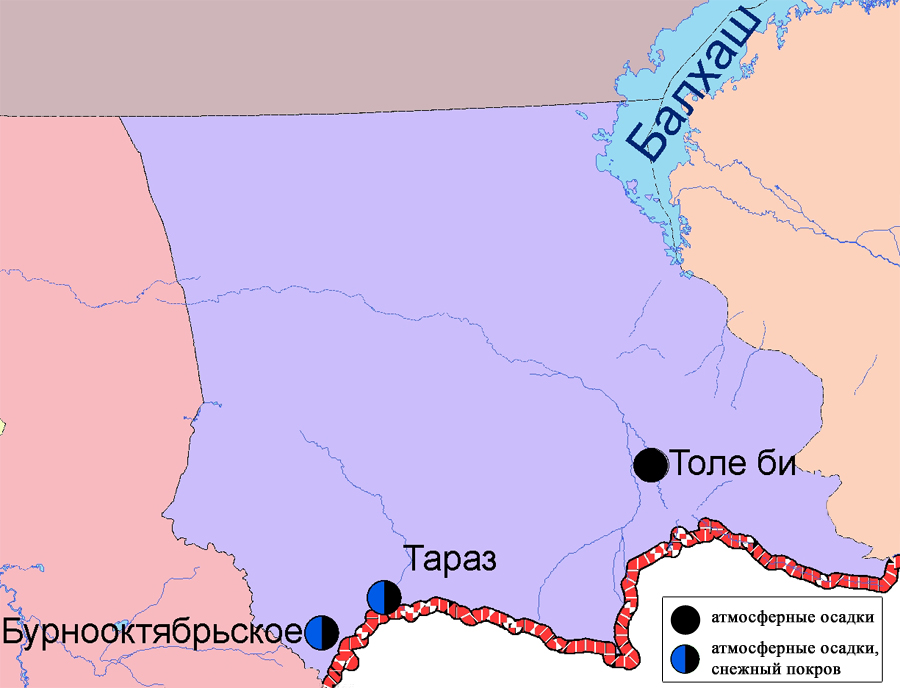 Балхаш
Толе би
Тараз
Бурнооктябрьское
атмосферные осадки
атмосферные осадки,
снежный покров